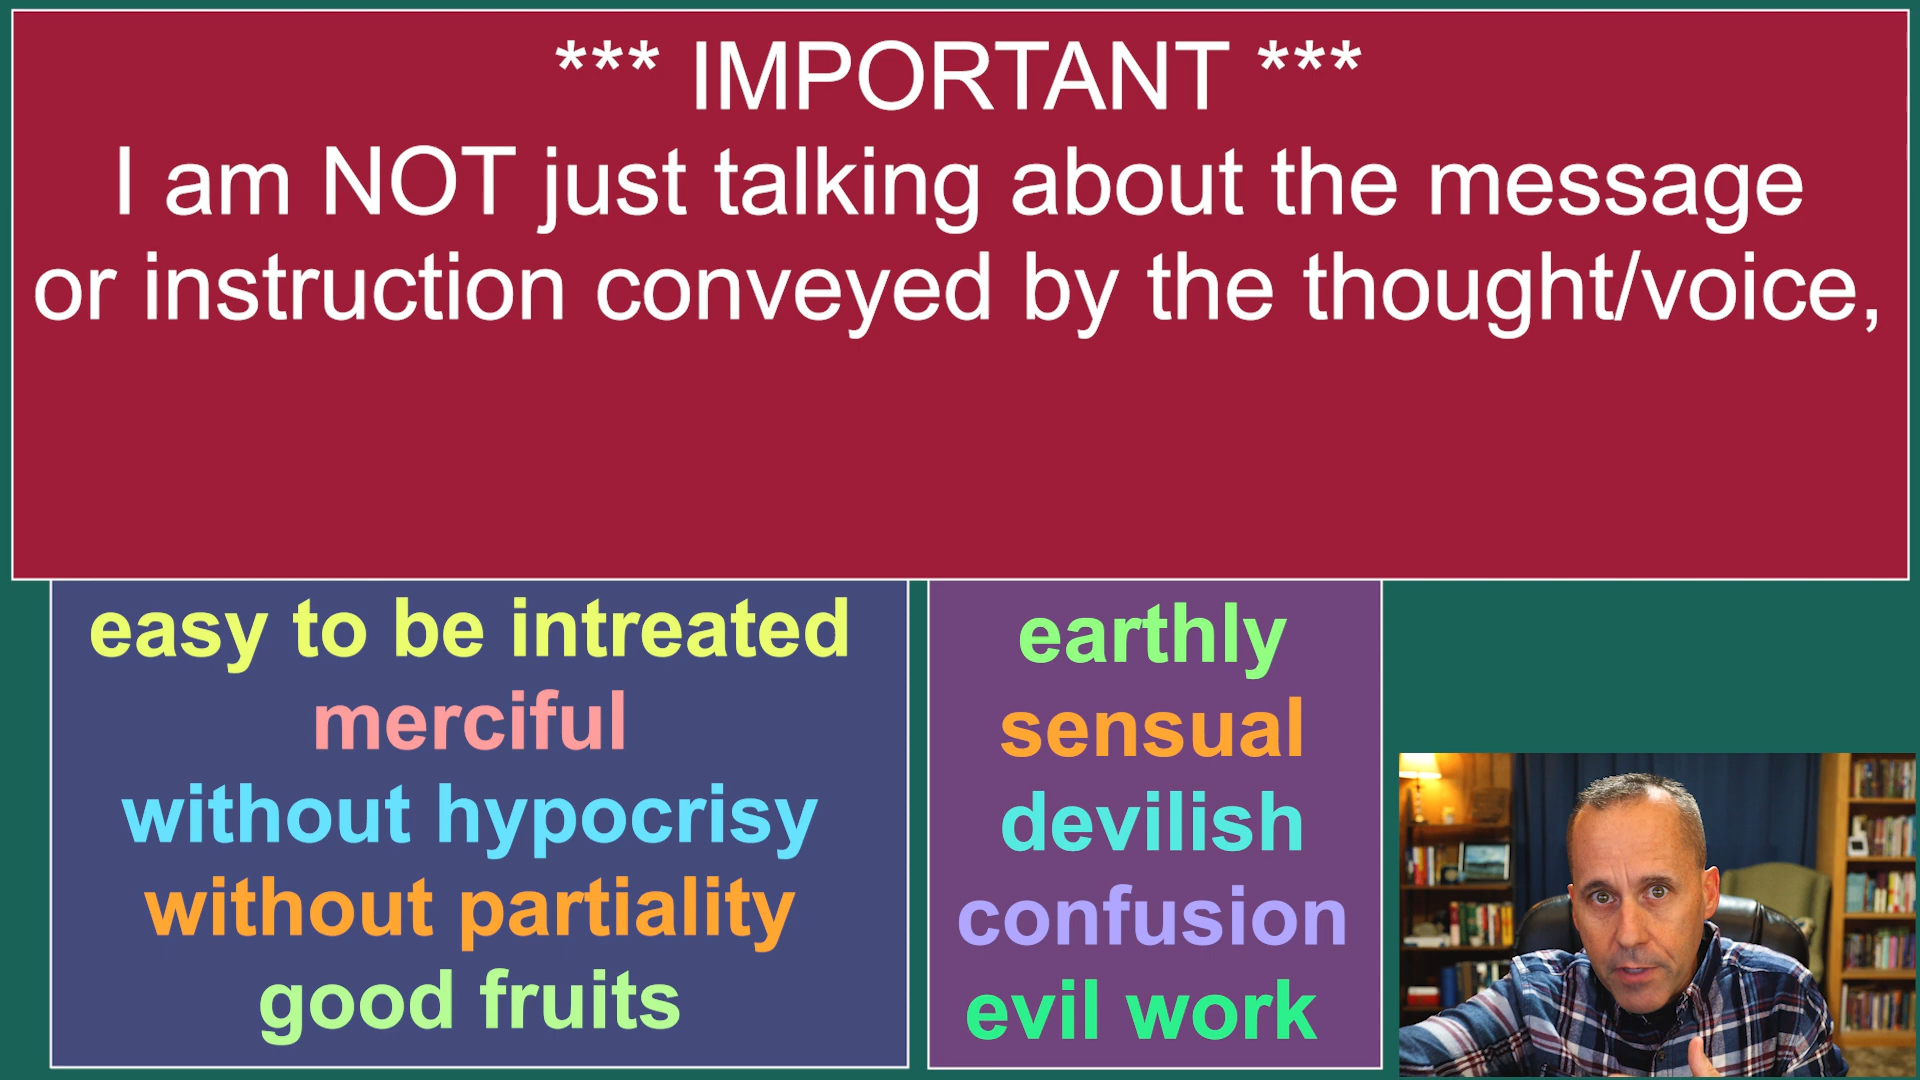 *** IMPORTANT ***
I am NOT just talking about the message
or instruction conveyed by the thought/voice,
easy to be intreated
merciful
without hypocrisy
without partiality
good fruits
earthly
sensual
devilish
confusion
evil work